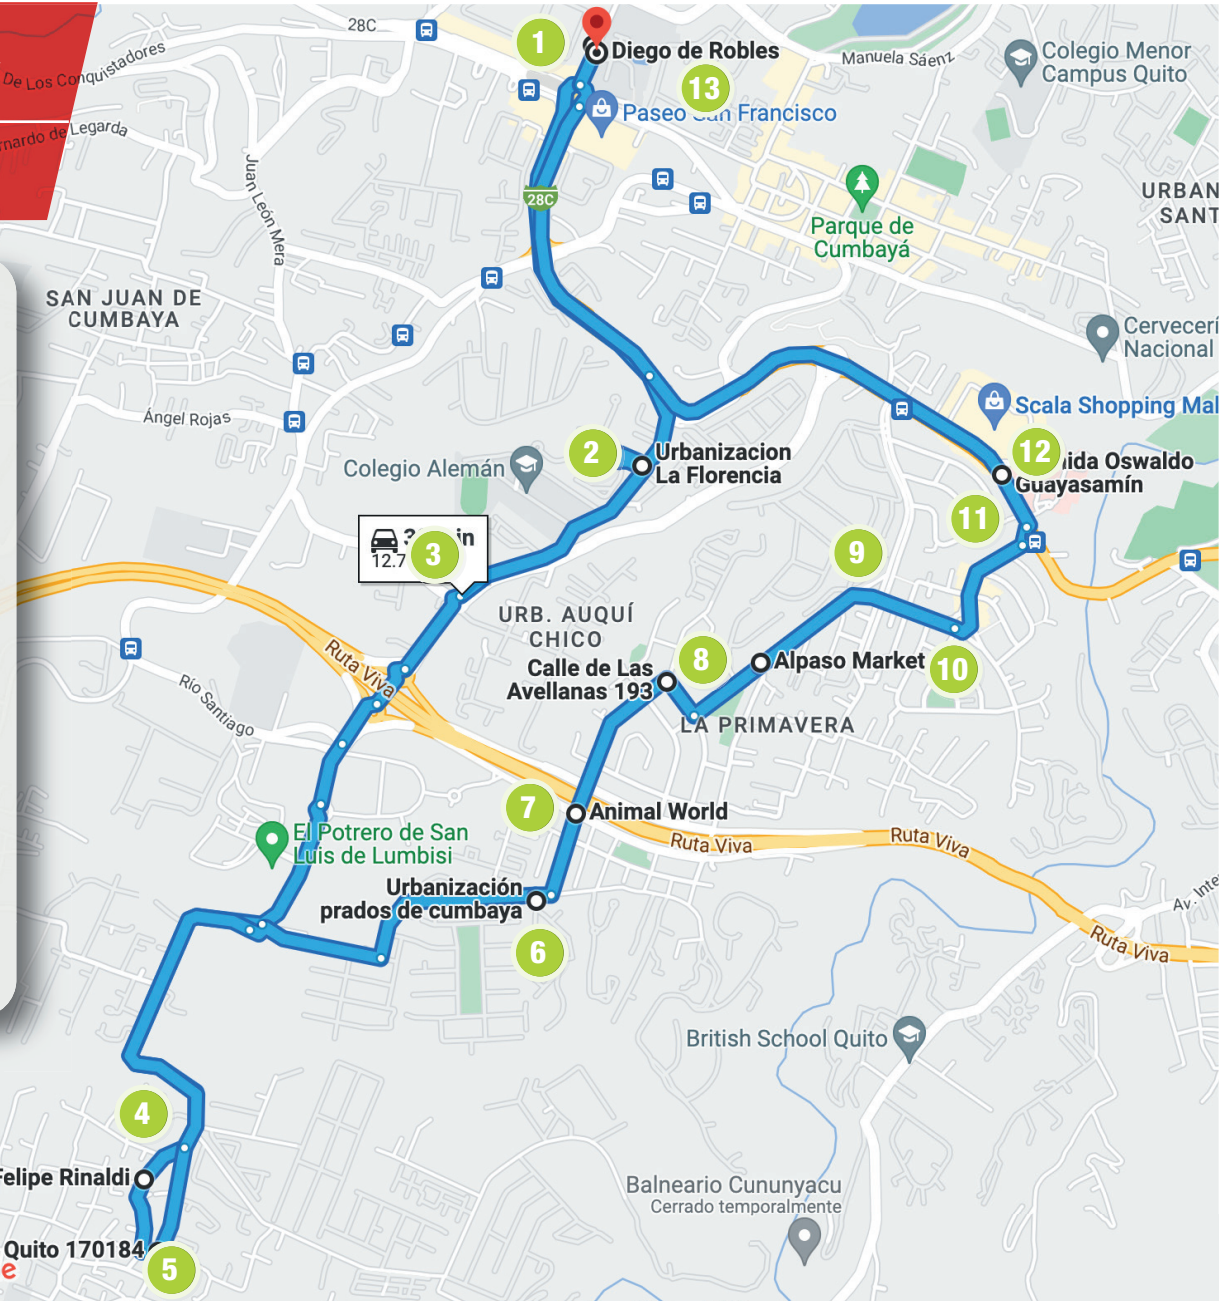 28C
1
Diego de Robles
13
Manuela Sáenz
Colegio Menor
Campus Quito
De Los Conquistadores
Paseo San Francisco
de Legarda
Juan León Mera
28C
URBAN
SANT
Parque de
Cumbayá
SAN JUAN DE
CUMBAYA
Cervecerí
Nacional
Ángel Rojas
Scala Shopping Mal
Colegio Alemán
2
Urbanizacion
La Florencia
12
Oswaldo
Guayasamín
11
3
12.7
9
URB. AUQUÍ
CHICO
Ruta Viva
Calle de Las
Avellanas 193
8
Alpaso Market
10
Río Santiago
LA PRIMAVERA
7
Animal World
Ruta Viva
Ruta Viva
El Potrero de San
Luis de Lumbisi
Urbanización
prados de cumbaya
6
Av. Inte
Ruta Viva
British School Quito
4
Felipe Rinaldi
Balneario Cununyacu
Cerrado temporalmente
Quito 170184
5
e